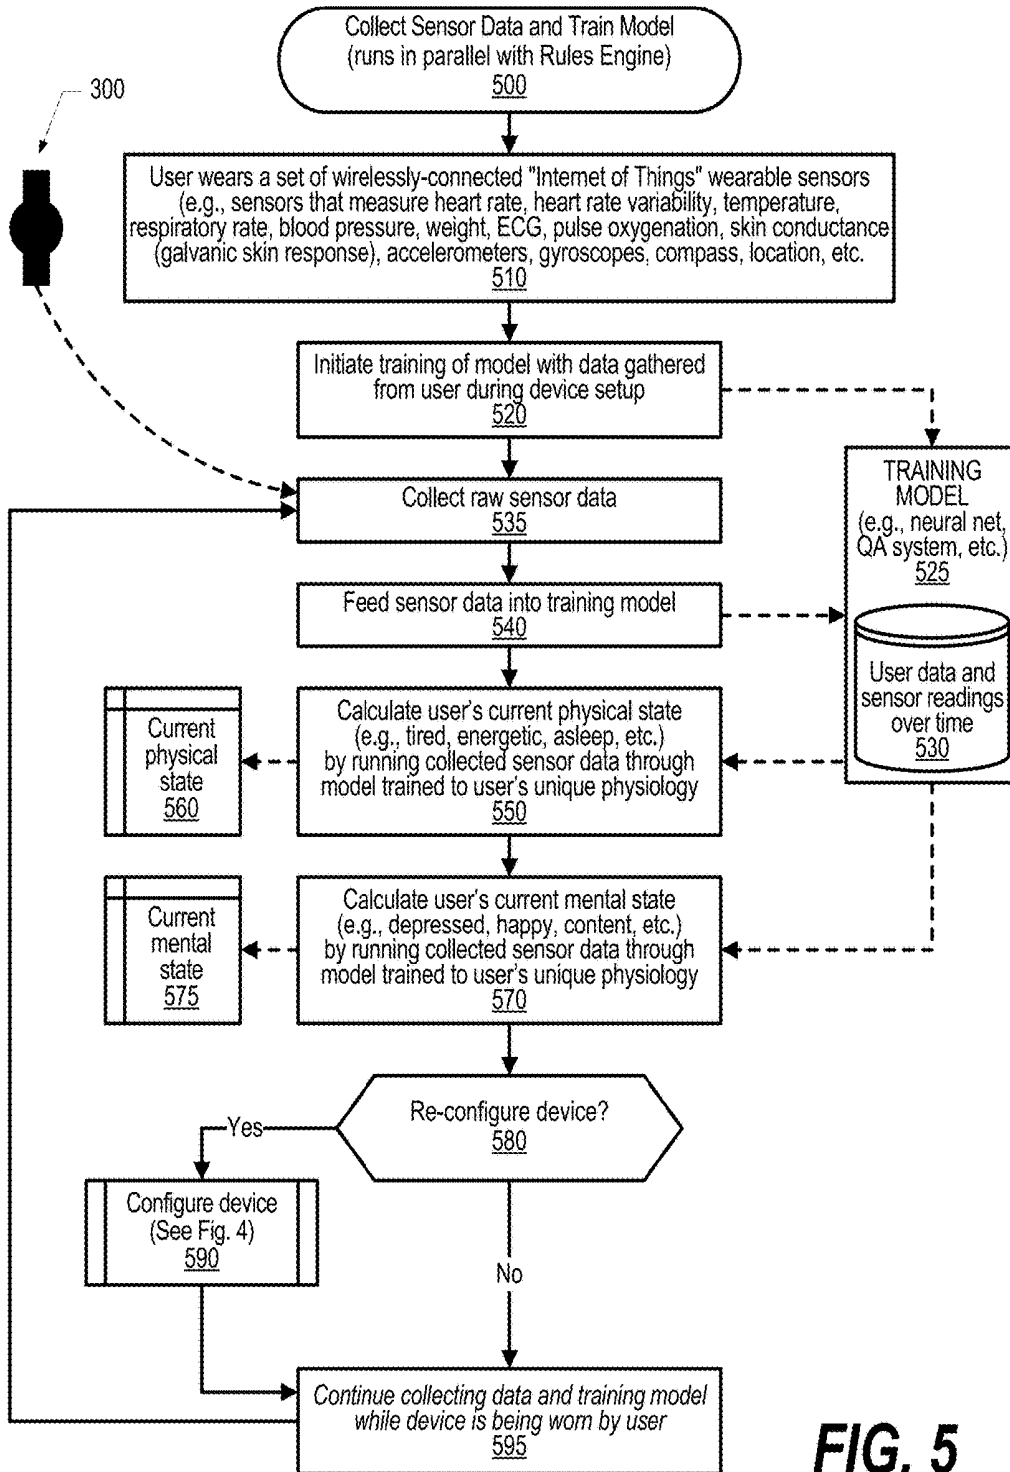 Collect Sensor Data and Train Model
(runs in parallel with Rules Engine)
500
300
User wears a set of wirelessly-connected "Internet of Things" wearable sensors
(e.g., sensors that measure heart rate, heart rate variability, temperature,
respiratory rate, blood pressure, weight, ECG, pulse oxygenation, skin conductance
(galvanic skin response), accelerometers, gyroscopes, compass, location, etc.
510
Initiate training of model with data gathered
from user during device setup
520
Collect raw sensor data
535
TRAINING
MODEL
(e.g., neural net,
QA system, etc.)
525
Feed sensor data into training model
540
User data and
sensor readings
over time
530
Calculate user's current physical state
(e.g., tired, energetic, asleep, etc.)
by running collected sensor data through
model trained to user's unique physiology
550
Current
physical
state
560
Calculate user's current mental state
(e.g., depressed, happy, content, etc.)
by running collected sensor data through
model trained to user's unique physiology
570
Current
mental
state
575
Re-configure device?
580
Yes
Configure device
(See Fig. 4)
590
No
Continue collecting data and training model
while device is being worn by user
595
FIG. 5